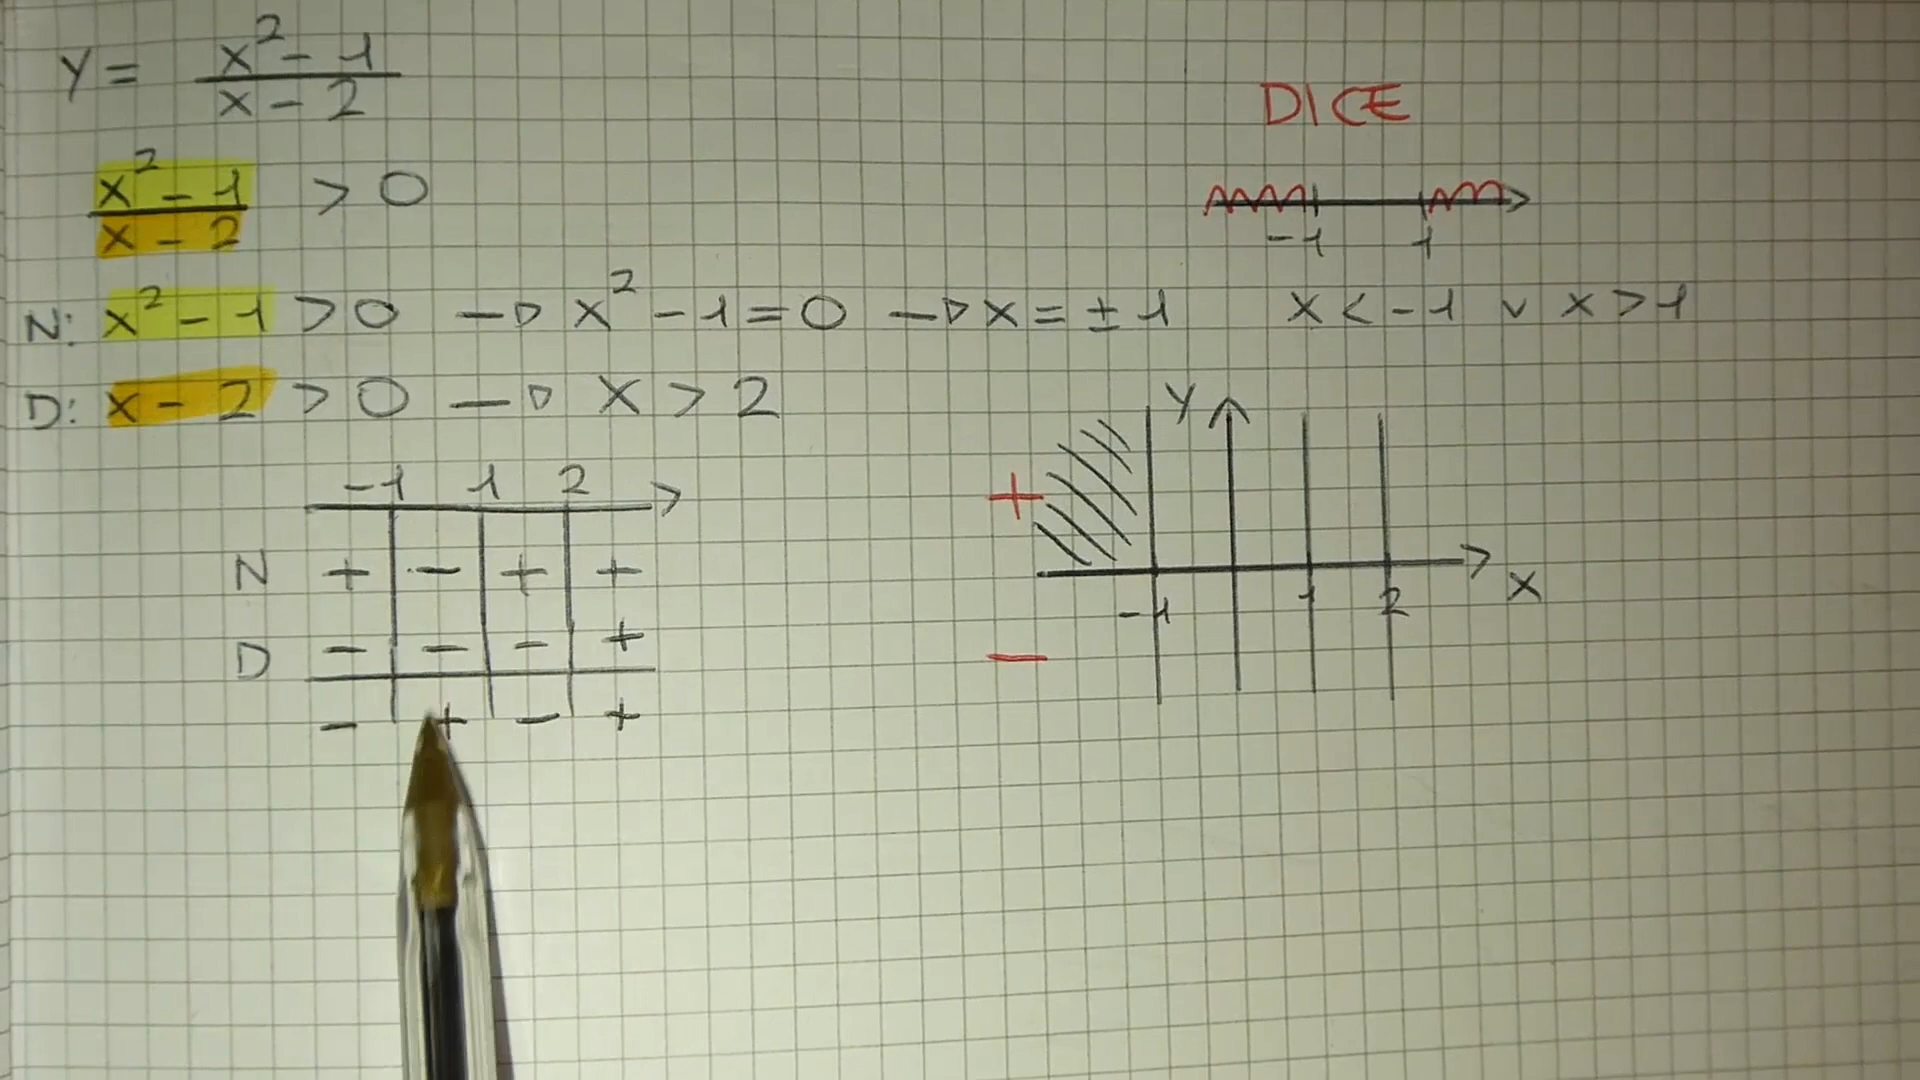 y = (x² - 1)/(x - 2)
DICE
(x² - 1)/(x - 2) > 0
-1 1
N: x² - 1 > 0 —▷ x² - 1 = 0 —▷ x = ± 1 x < -1 ∨ x > 1
D: x - 2 > 0 —▷ x > 2
-1 1 2
N + - + +
D - - - +
- + - +
y
+
-1 1 2 x
-